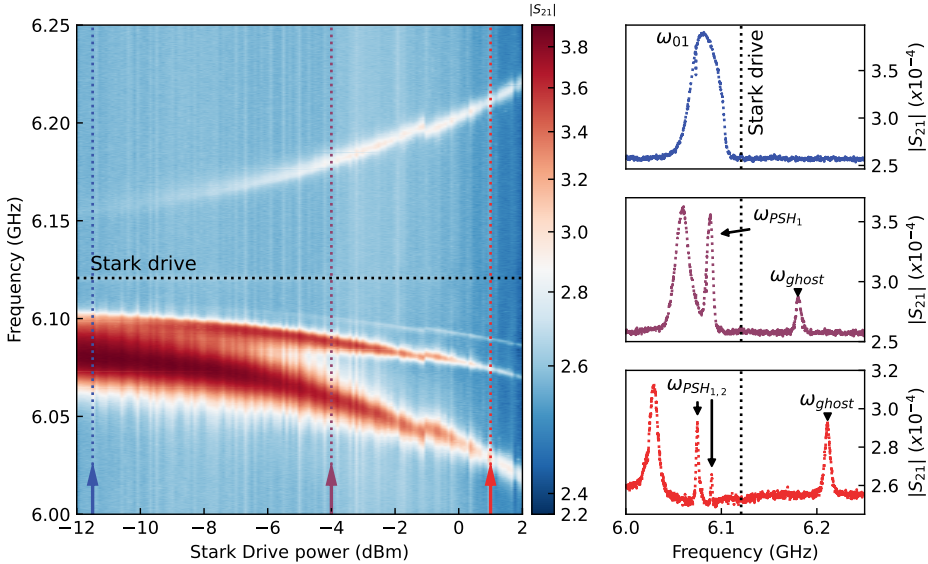 |S21|
6.25
6.20
6.15
6.10
6.05
6.00
Frequency (GHz)
Stark drive
−12
−10
−8
−6
−4
−2
0
2
Stark Drive power (dBm)
3.8
3.6
3.4
3.2
3.0
2.8
2.6
2.4
2.2
ω01
Stark drive
3.5
3.0
2.5
|S21| (x10−4)
ωPSH1
ωghost
3.5
3.0
2.5
|S21| (x10−4)
ωPSH1,2
ωghost
3.2
3.0
2.8
2.6
|S21| (x10−4)
6.0
6.1
6.2
Frequency (GHz)